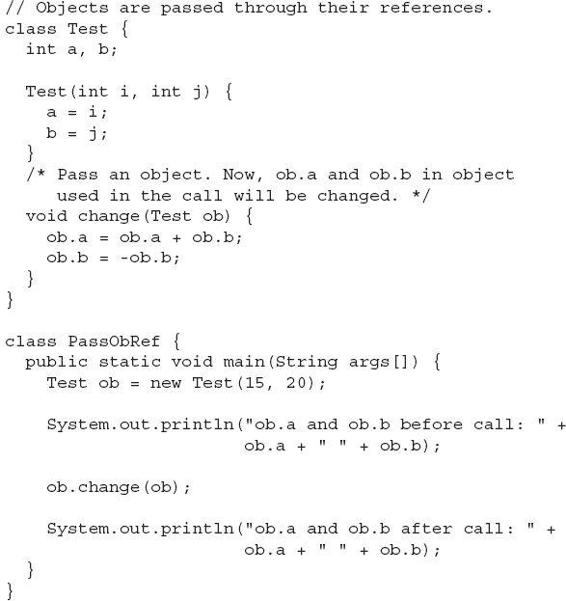 // Objects are passed through their references.
class Test {
  int a, b;

  Test(int i, int j) {
    a = i;
    b = j;
  }
  /* Pass an object. Now, ob.a and ob.b in object
     used in the call will be changed. */
  void change(Test ob) {
    ob.a = ob.a + ob.b;
    ob.b = -ob.b;
  }
}

class PassObRef {
  public static void main(String args[]) {
    Test ob = new Test(15, 20);

    System.out.println("ob.a and ob.b before call: " +
                       ob.a + " " + ob.b);

    ob.change(ob);

    System.out.println("ob.a and ob.b after call: " +
                       ob.a + " " + ob.b);
  }
}